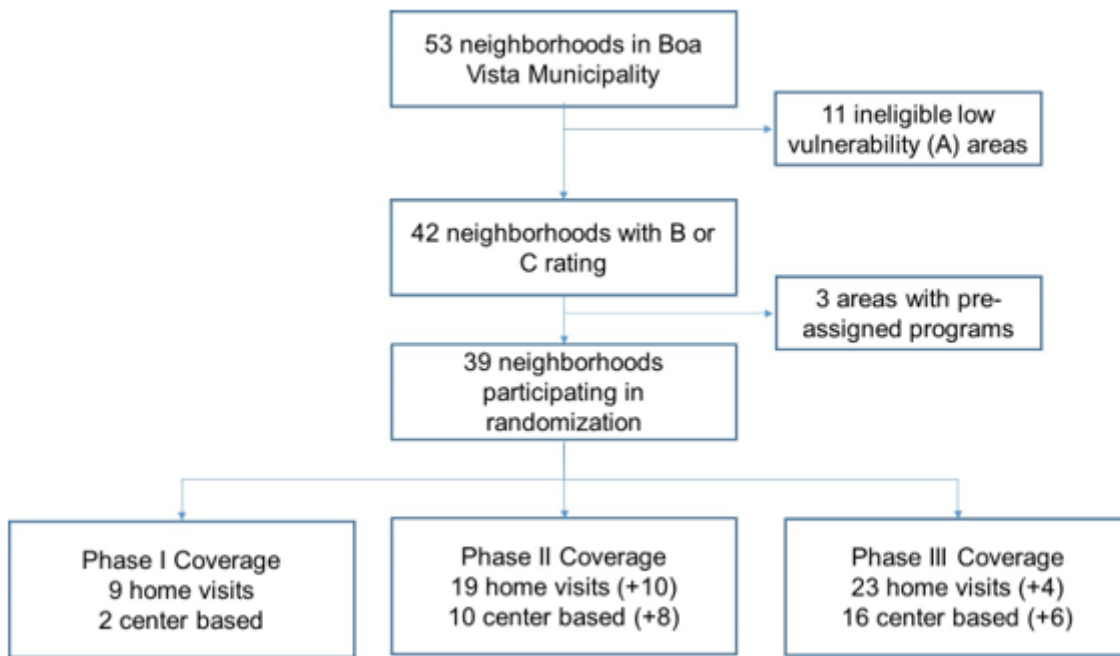 53 neighborhoods in Boa
Vista Municipality
11 ineligible low
vulnerability (A) areas
42 neighborhoods with B or
C rating
3 areas with pre-
assigned programs
39 neighborhoods
participating in
randomization
Phase I Coverage
9 home visits
2 center based
Phase II Coverage
19 home visits (+10)
10 center based (+8)
Phase III Coverage
23 home visits (+4)
16 center based (+6)